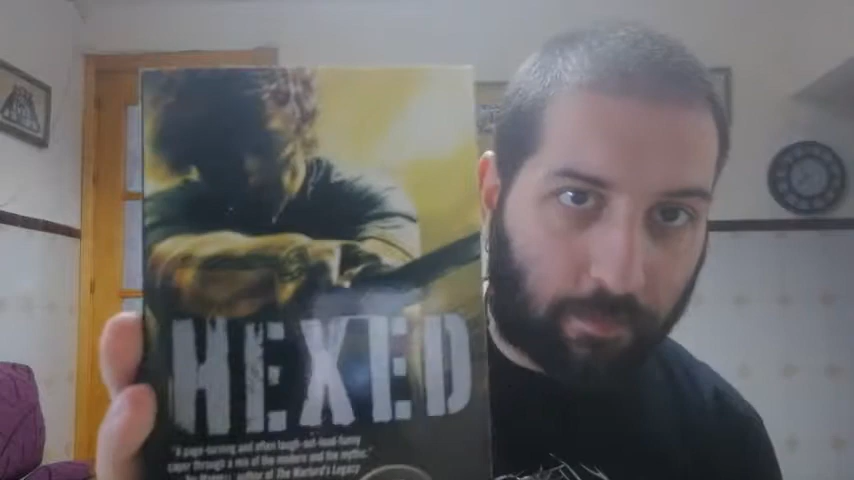 HEXED
"A page-turning and often laugh-out-loud funny
caper through a mix of the modern and the mythic."
author of The Warlord's Legacy